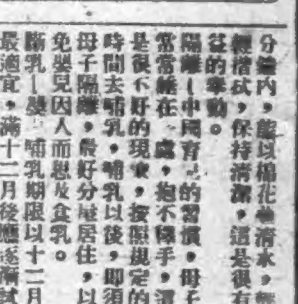 分鐘內，能以棉花蘸清水，無
輕揩拭，保持清潔，這是很有
益的舉動。
隔離—中國育　的習慣，母子
常常睡在　處，抱不釋手，這
是很不好的現象，按照規定的
時間去哺乳，哺乳以後，即須
母子隔離，最好分屋居住，以
免嬰兒因人而思及食乳。
斷乳—嬰　哺乳期限以十二月
最適宜，滿十二月後應逐漸試